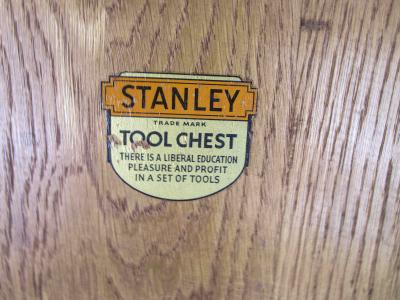 STANLEY
TRADE MARK
TOOL CHEST
THERE IS A LIBERAL EDUCATION
PLEASURE AND PROFIT
IN A SET OF TOOLS